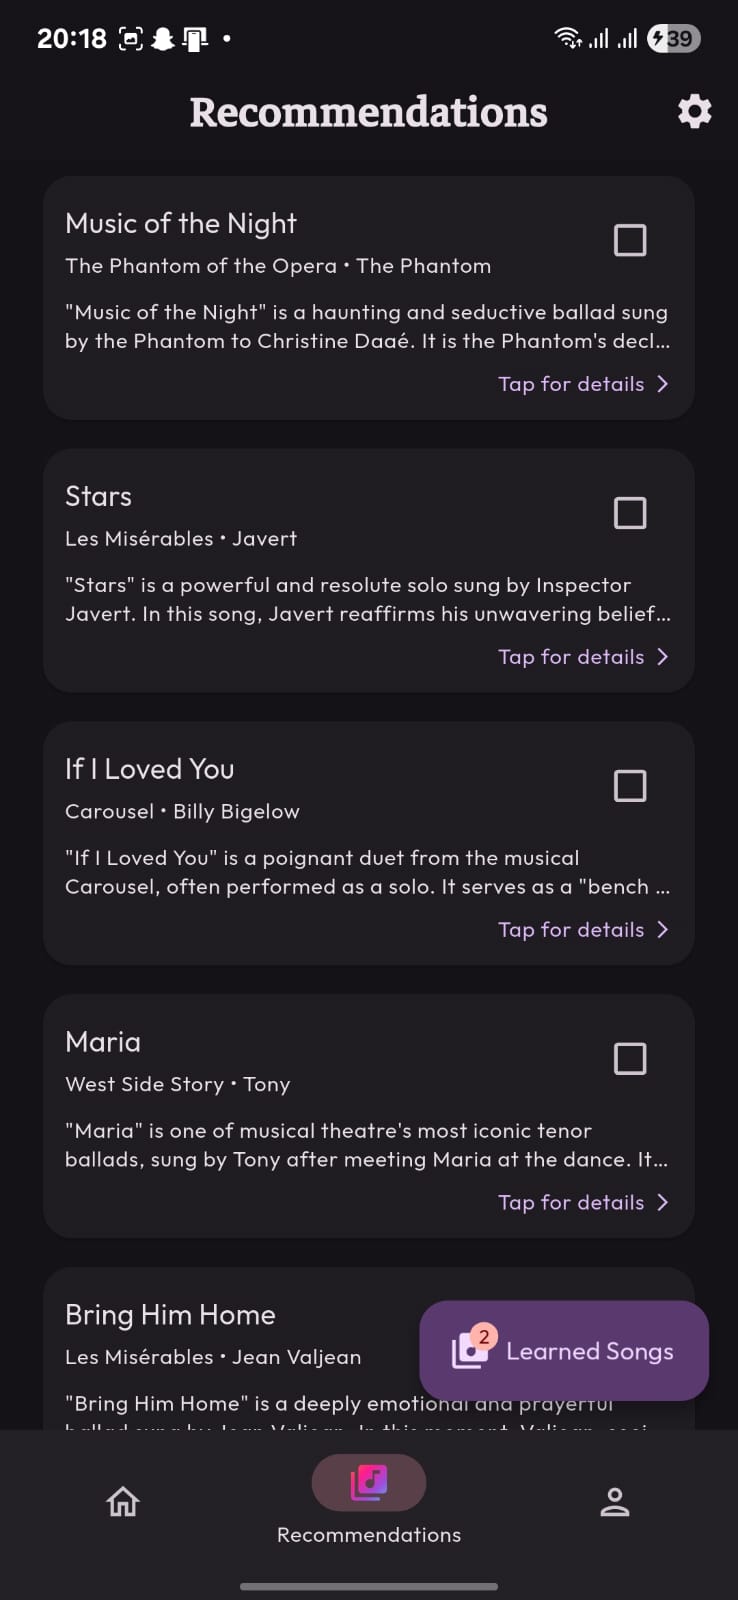 20:18
39
Recommendations
Music of the Night
The Phantom of the Opera • The Phantom
"Music of the Night" is a haunting and seductive ballad sung
by the Phantom to Christine Daaé. It is the Phantom's decl...
Tap for details
Stars
Les Misérables • Javert
"Stars" is a powerful and resolute solo sung by Inspector
Javert. In this song, Javert reaffirms his unwavering belief...
Tap for details
If I Loved You
Carousel • Billy Bigelow
"If I Loved You" is a poignant duet from the musical
Carousel, often performed as a solo. It serves as a "bench ...
Tap for details
Maria
West Side Story • Tony
"Maria" is one of musical theatre's most iconic tenor
ballads, sung by Tony after meeting Maria at the dance. It...
Tap for details
Bring Him Home
Les Misérables • Jean Valjean
2
Learned Songs
"Bring Him Home" is a deeply emotional and prayerful
Recommendations